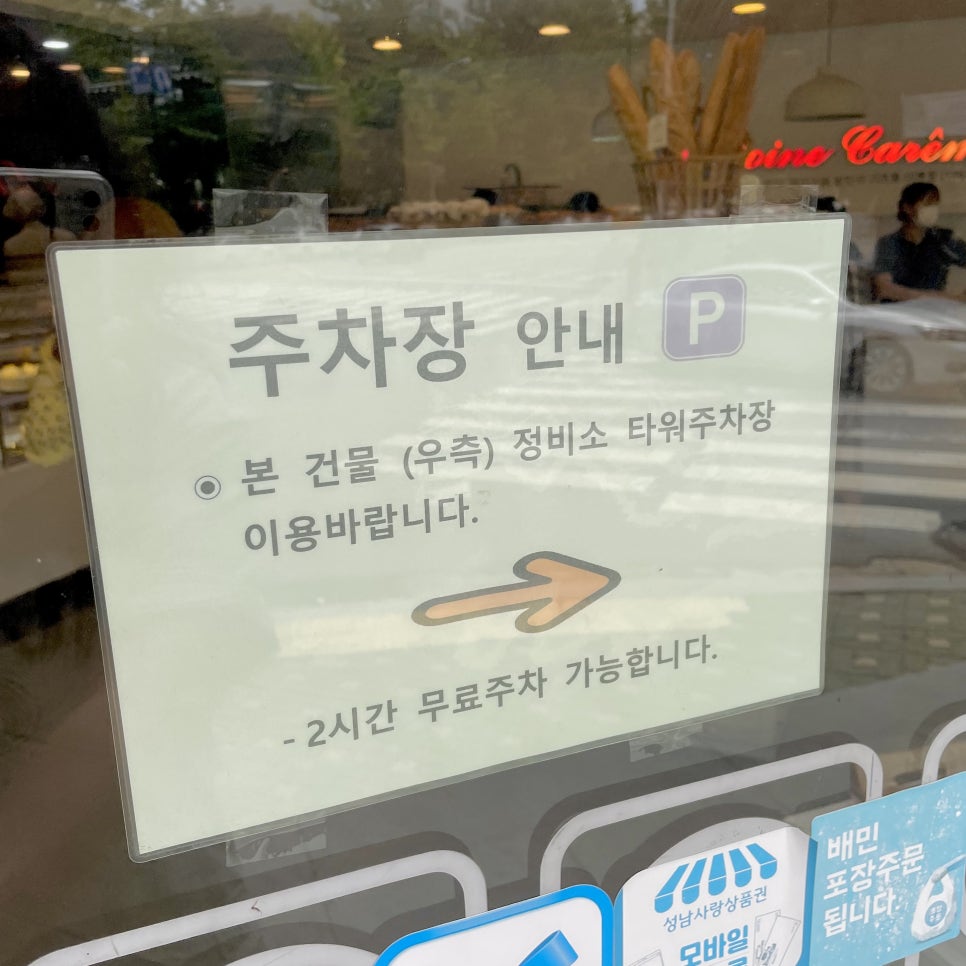 Carêm
주차장 안내 P
◉ 본 건물 (우측) 정비소 타워주차장
이용바랍니다.
- 2시간 무료주차 가능합니다.
배민
포장주문
됩니다.
성남사랑상품권
모바일